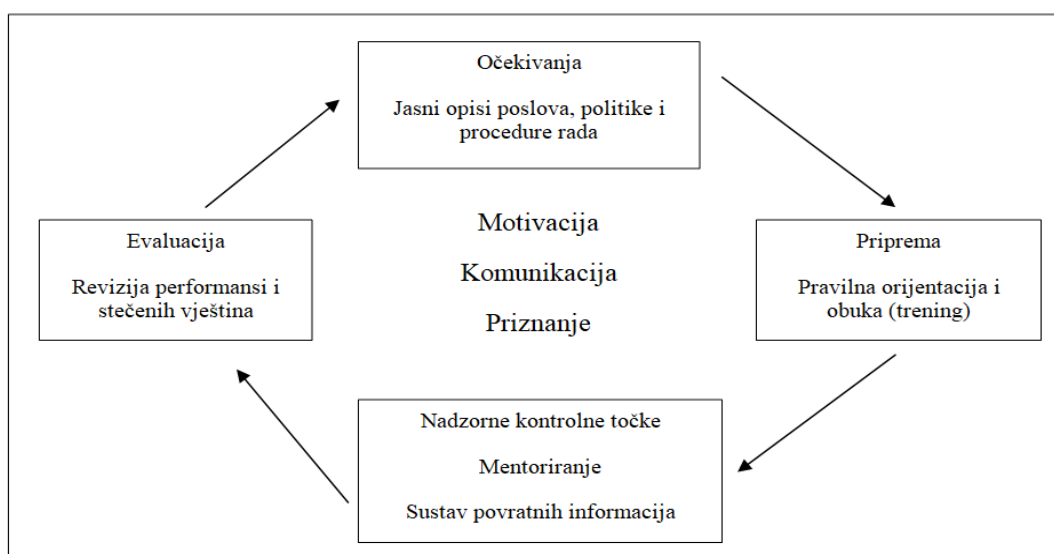 Očekivanja
Jasni opisi poslova, politike i
procedure rada
Evaluacija
Revizija performansi i
stečenih vještina
Motivacija
Komunikacija
Priznanje
Priprema
Pravilna orijentacija i
obuka (trening)
Nadzorne kontrolne točke
Mentoriranje
Sustav povratnih informacija